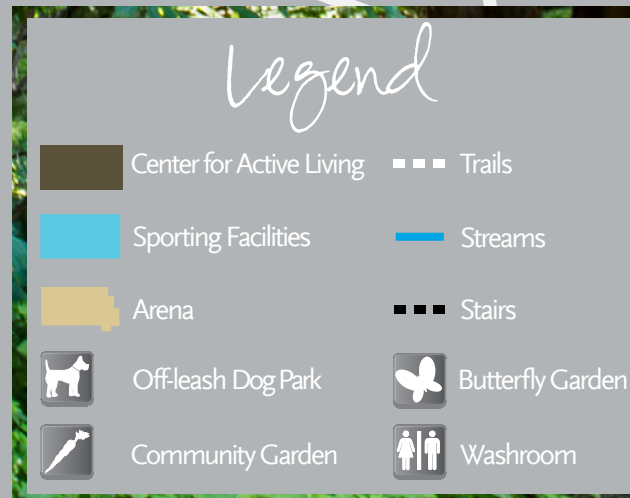 Legend
Center for Active Living
Trails
Sporting Facilities
Streams
Arena
Stairs
Off-leash Dog Park
Butterfly Garden
Community Garden
Washroom